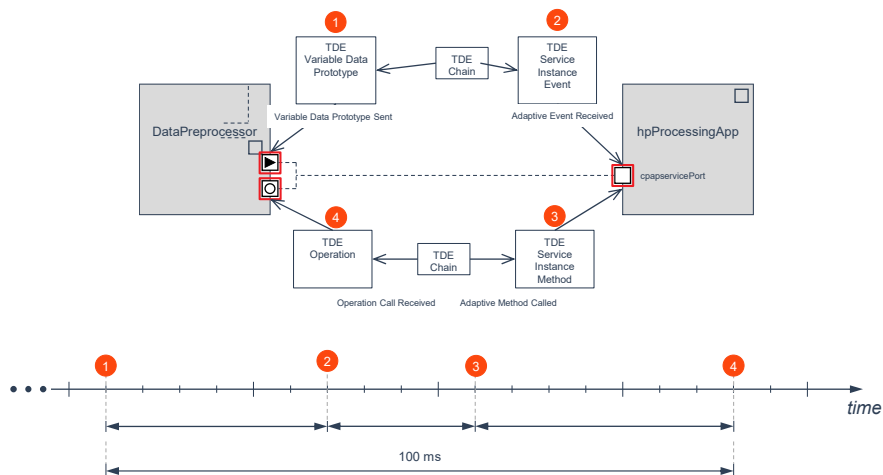 1
2
TDE
Variable Data
Prototype
TDE
Chain
TDE
Service
Instance
Event
DataPreprocessor
Variable Data Prototype Sent
Adaptive Event Received
hpProcessingApp
cpapservicePort
4
3
TDE
Operation
TDE
Chain
TDE
Service
Instance
Method
Operation Call Received
Adaptive Method Called
1
2
3
4
time
100 ms